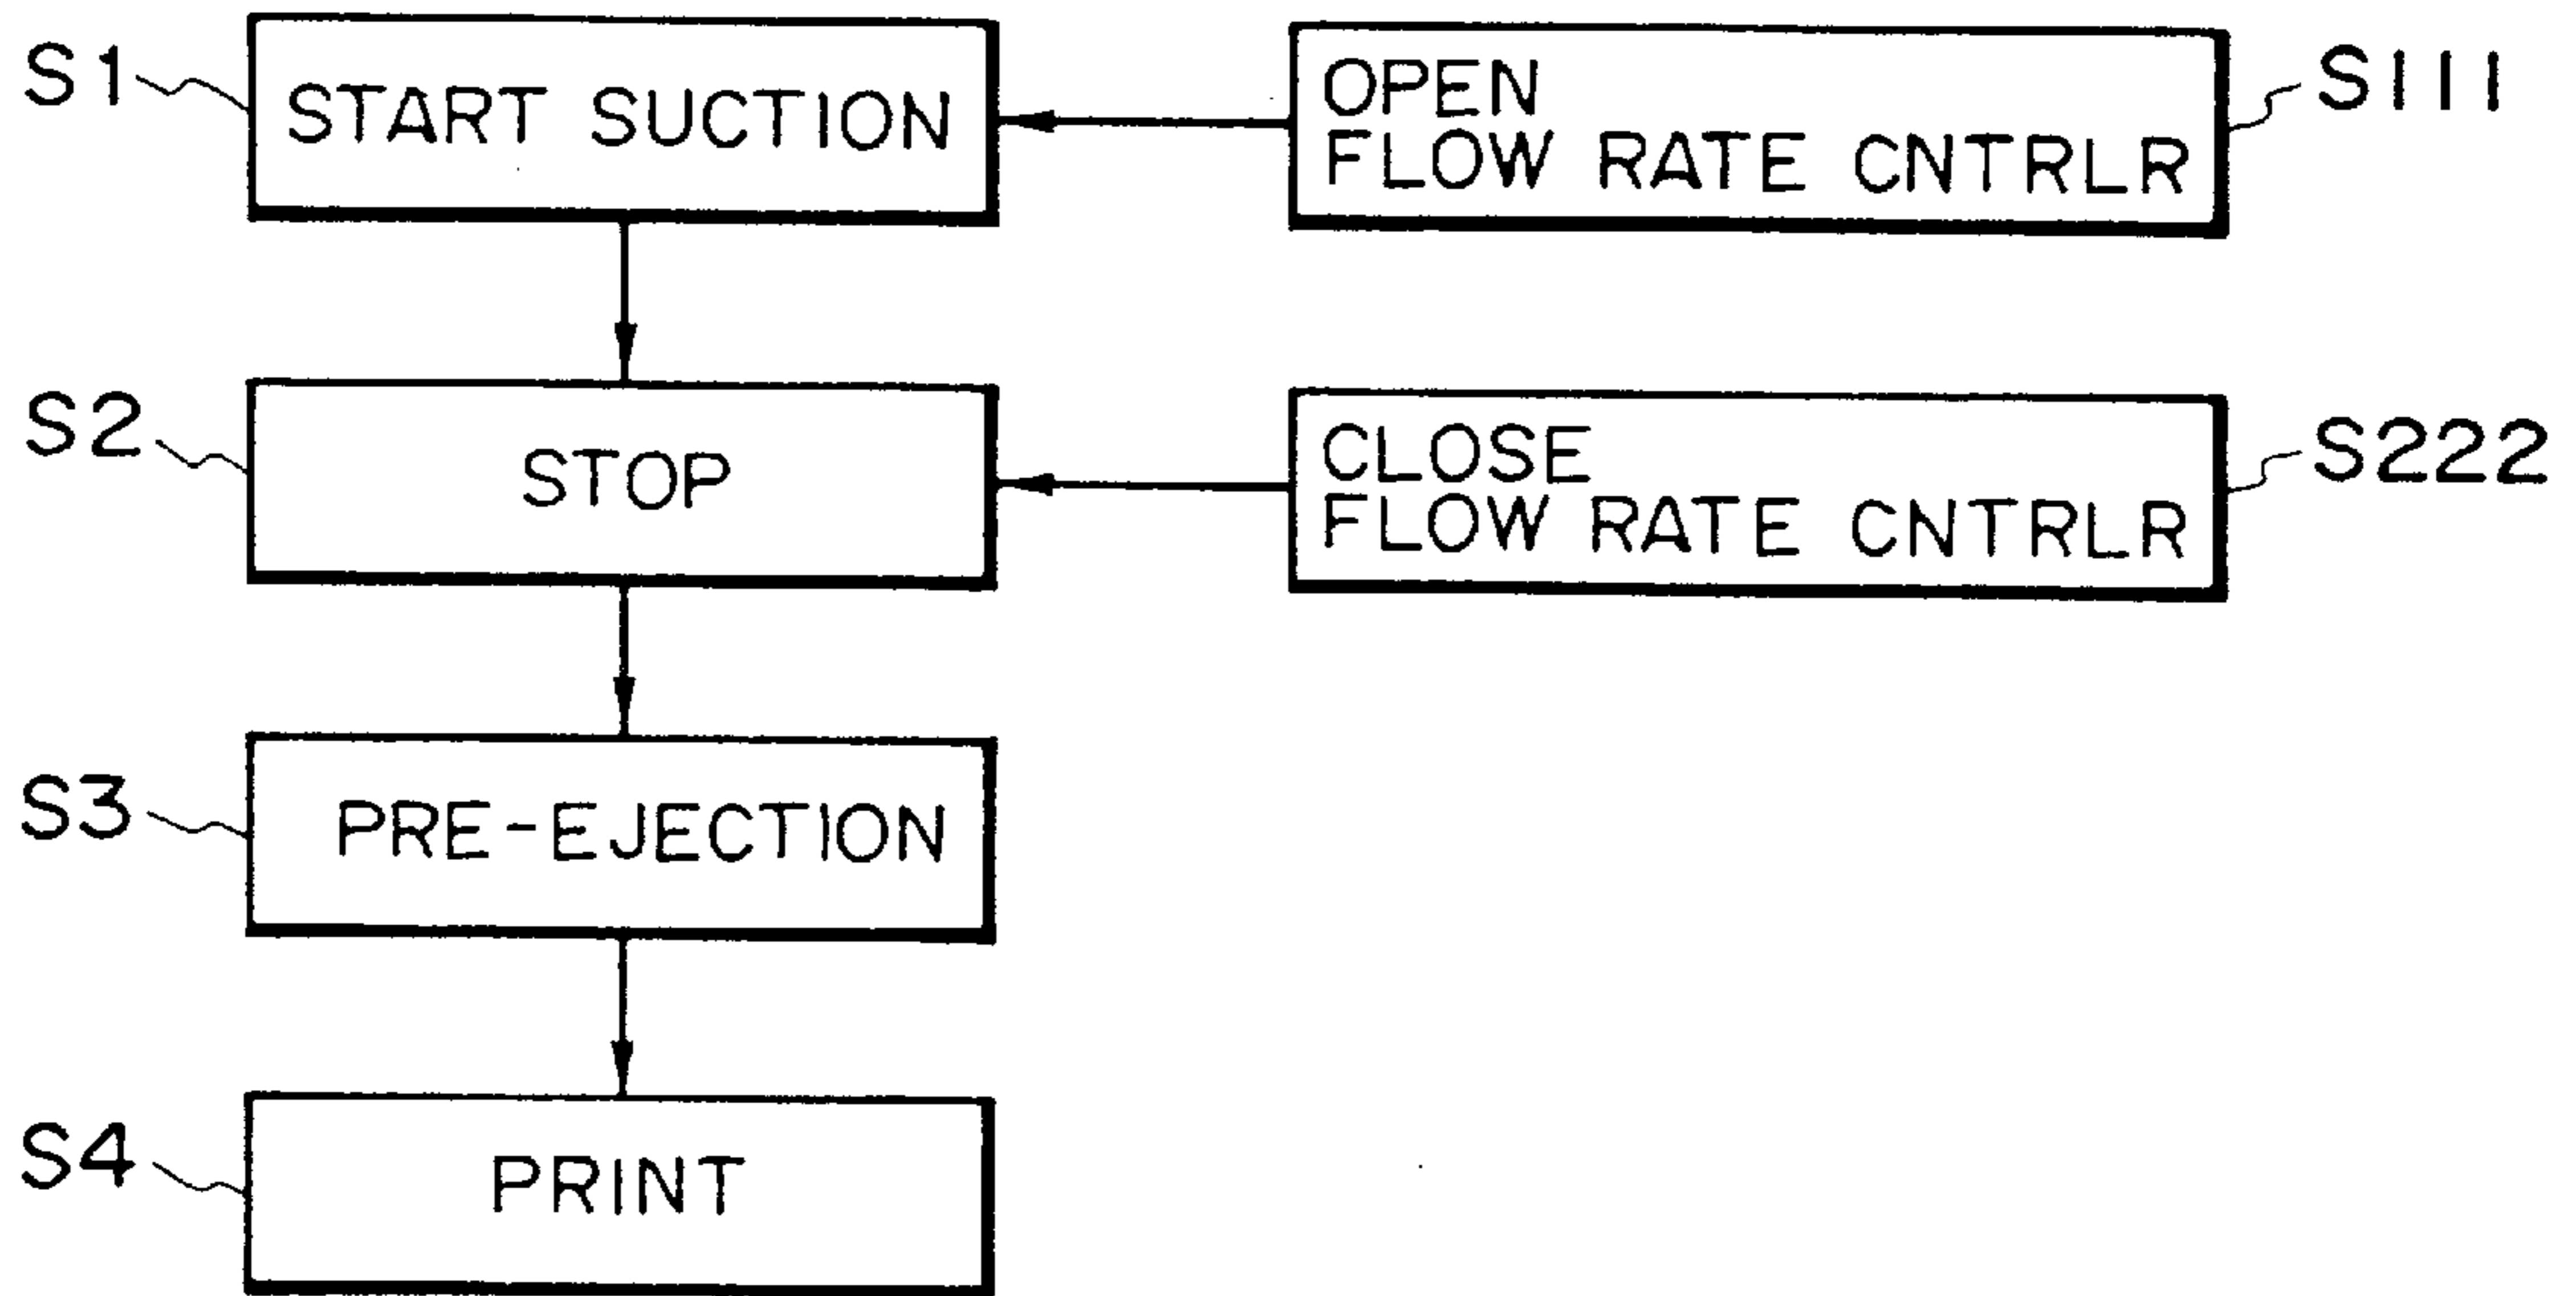 S1
START SUCTION
OPEN
FLOW RATE CNTRLR
S111
S2
STOP
CLOSE
FLOW RATE CNTRLR
S222
S3
PRE-EJECTION
S4
PRINT